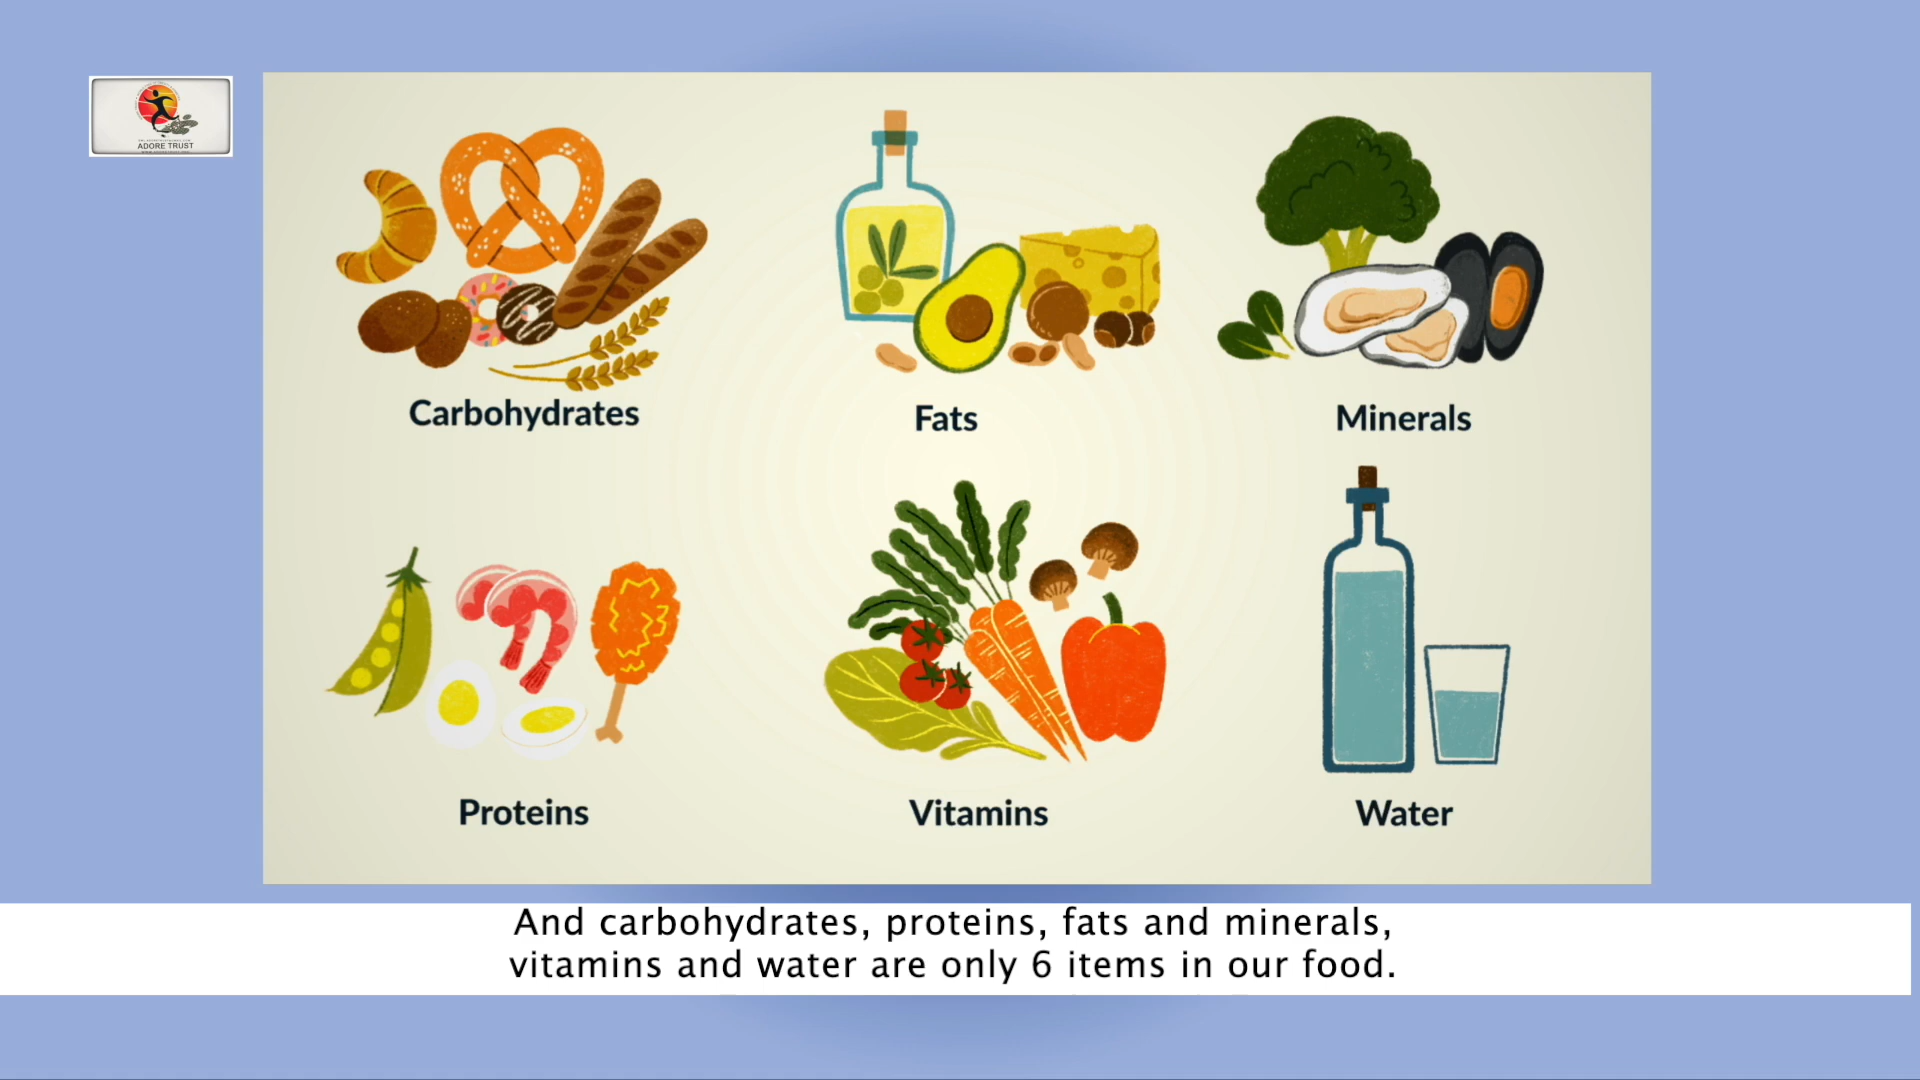 ADORE TRUST
Carbohydrates
Fats
Minerals
Proteins
Vitamins
Water
And carbohydrates, proteins, fats and minerals,
vitamins and water are only 6 items in our food.